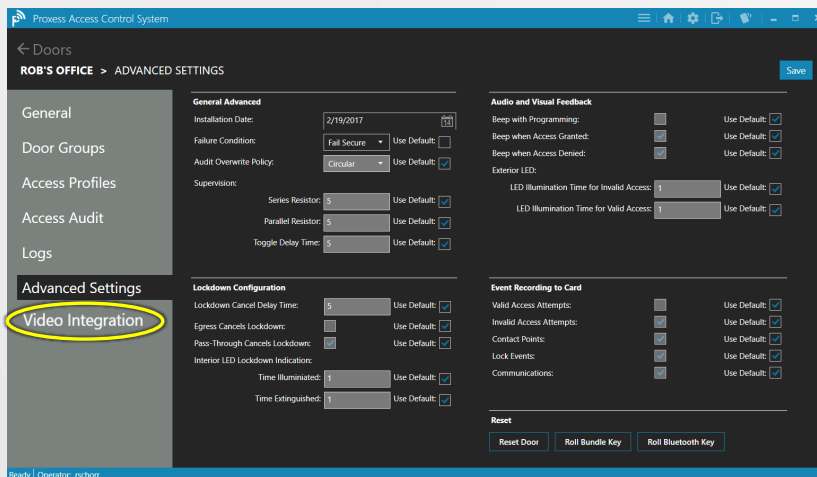 Proxess Access Control System
Doors
ROB'S OFFICE > ADVANCED SETTINGS
Save
General
Door Groups
Access Profiles
Access Audit
Logs
Advanced Settings
Video Integration
General Advanced
Installation Date: 2/19/2017 14
Failure Condition: Fail Secure Use Default:
Audit Overwrite Policy: Circular Use Default:
Supervision:
Series Resistor: 5 Use Default:
Parallel Resistor: 5 Use Default:
Toggle Delay Time: 5 Use Default:
Lockdown Configuration
Lockdown Cancel Delay Time: 5 Use Default:
Egress Cancels Lockdown: Use Default:
Pass-Through Cancels Lockdown: Use Default:
Interior LED Lockdown Indication:
Time Illuminiated: 1 Use Default:
Time Extinguished: 1 Use Default:
Audio and Visual Feedback
Beep with Programming: Use Default:
Beep when Access Granted: Use Default:
Beep when Access Denied: Use Default:
Exterior LED:
LED Illumination Time for Invalid Access: 1 Use Default:
LED Illumination Time for Valid Access: 1 Use Default:
Event Recording to Card
Valid Access Attempts: Use Default:
Invalid Access Attempts: Use Default:
Contact Points: Use Default:
Lock Events: Use Default:
Communications: Use Default:
Reset
Reset Door Roll Bundle Key Roll Bluetooth Key
Ready Operator: rschorr